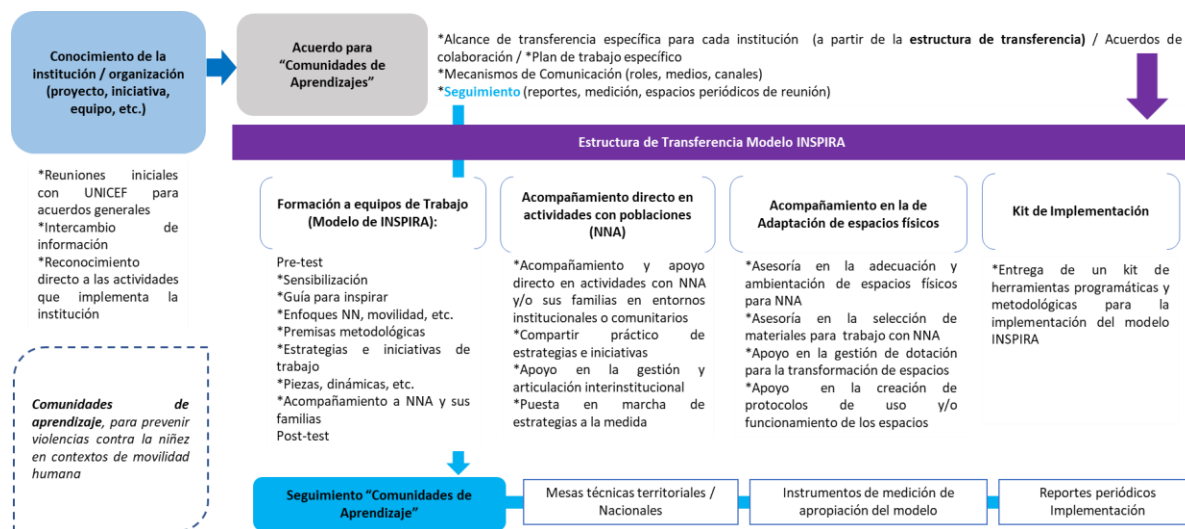 Conocimiento de la
institución / organización
(proyecto, iniciativa,
equipo, etc.)
Acuerdo para
“Comunidades de
Aprendizajes”
*Alcance de transferencia específica para cada institución (a partir de la estructura de transferencia) / Acuerdos de
colaboración / *Plan de trabajo específico
*Mecanismos de Comunicación (roles, medios, canales)
*Seguimiento (reportes, medición, espacios periódicos de reunión)
Estructura de Transferencia Modelo INSPIRA
*Reuniones iniciales
con UNICEF para
acuerdos generales
*Intercambio de
información
*Reconocimiento
directo a las actividades
que implementa la
institución
Comunidades de
aprendizaje, para prevenir
violencias contra la niñez
en contextos de movilidad
humana
Formación a equipos de Trabajo
(Modelo de INSPIRA):
Pre-test
*Sensibilización
*Guía para inspirar
*Enfoques NN, movilidad, etc.
*Premisas metodológicas
*Estrategias e iniciativas de
trabajo
*Piezas, dinámicas, etc.
*Acompañamiento a NNA y sus
familias
Post-test
Acompañamiento directo en
actividades con poblaciones
(NNA)
*Acompañamiento y apoyo
directo en actividades con NNA
y/o sus familias en entornos
institucionales o comunitarios
*Compartir práctico de
estrategias e iniciativas
*Apoyo en la gestión y
articulación interinstitucional
*Puesta en marcha de
estrategias a la medida
Acompañamiento en la de
Adaptación de espacios físicos
*Asesoría en la adecuación y
ambientación de espacios físicos
para NNA
*Asesoría en la selección de
materiales para trabajo con NNA
*Apoyo en la gestión de dotación
para la transformación de espacios
*Apoyo en la creación de
protocolos de uso y/o
funcionamiento de los espacios
Kit de Implementación
*Entrega de un kit de
herramientas programáticas y
metodológicas para la
implementación del modelo
INSPIRA
Seguimiento “Comunidades de
Aprendizaje”
Mesas técnicas territoriales /
Nacionales
Instrumentos de medición de
apropiación del modelo
Reportes periódicos
Implementación